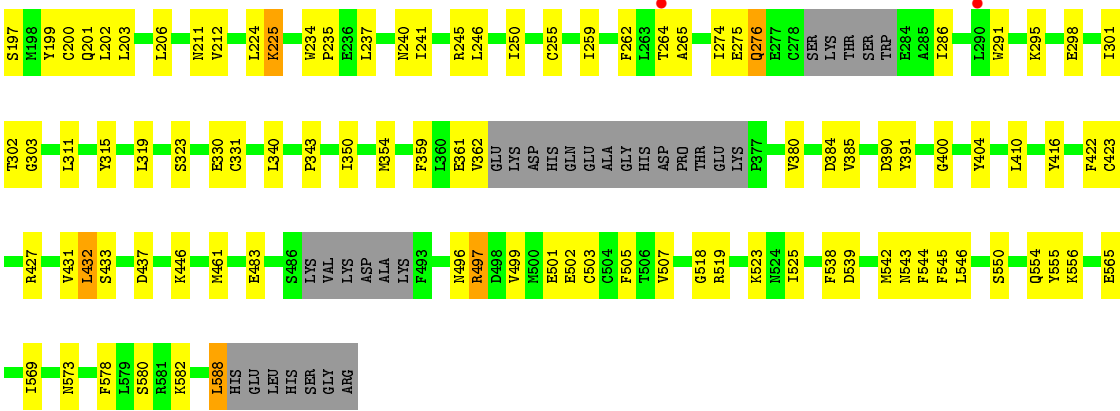 S197 M198 Y199 C200 Q201 L202 L203 L206 N211 V212 L224 K225 W234 P235 E236 L237 N240 I241 R245 L246 I250 C255 I259 F262 L263 T264 A265 I274 E275 Q276 E277 C278 SER LYS THR SER TRP E284 A285 I286 L290 W291 K295 E298 I301
T302 G303 L311 Y315 L319 S323 E330 C331 L340 P343 I350 M354 F359 L360 E361 V362 GLU LYS ASP HIS GLN GLU ALA GLY HIS ASP PRO THR GLU LYS P377 V380 D384 V385 D390 Y391 G400 Y404 L410 Y416 F422 C423
R427 V431 L432 S433 D437 K446 M461 E483 S486 LYS VAL LYS ASP ALA LYS F493 N496 R497 D498 V499 M500 E501 E502 C503 C504 F505 T506 V507 G518 R519 K523 N524 I525 F538 D539 M542 N543 F544 F545 L546 S550 Q554 Y555 K556 E565
I569 N573 F578 L579 S580 R581 K582 L588 HIS GLU LEU HIS SER GLY ARG